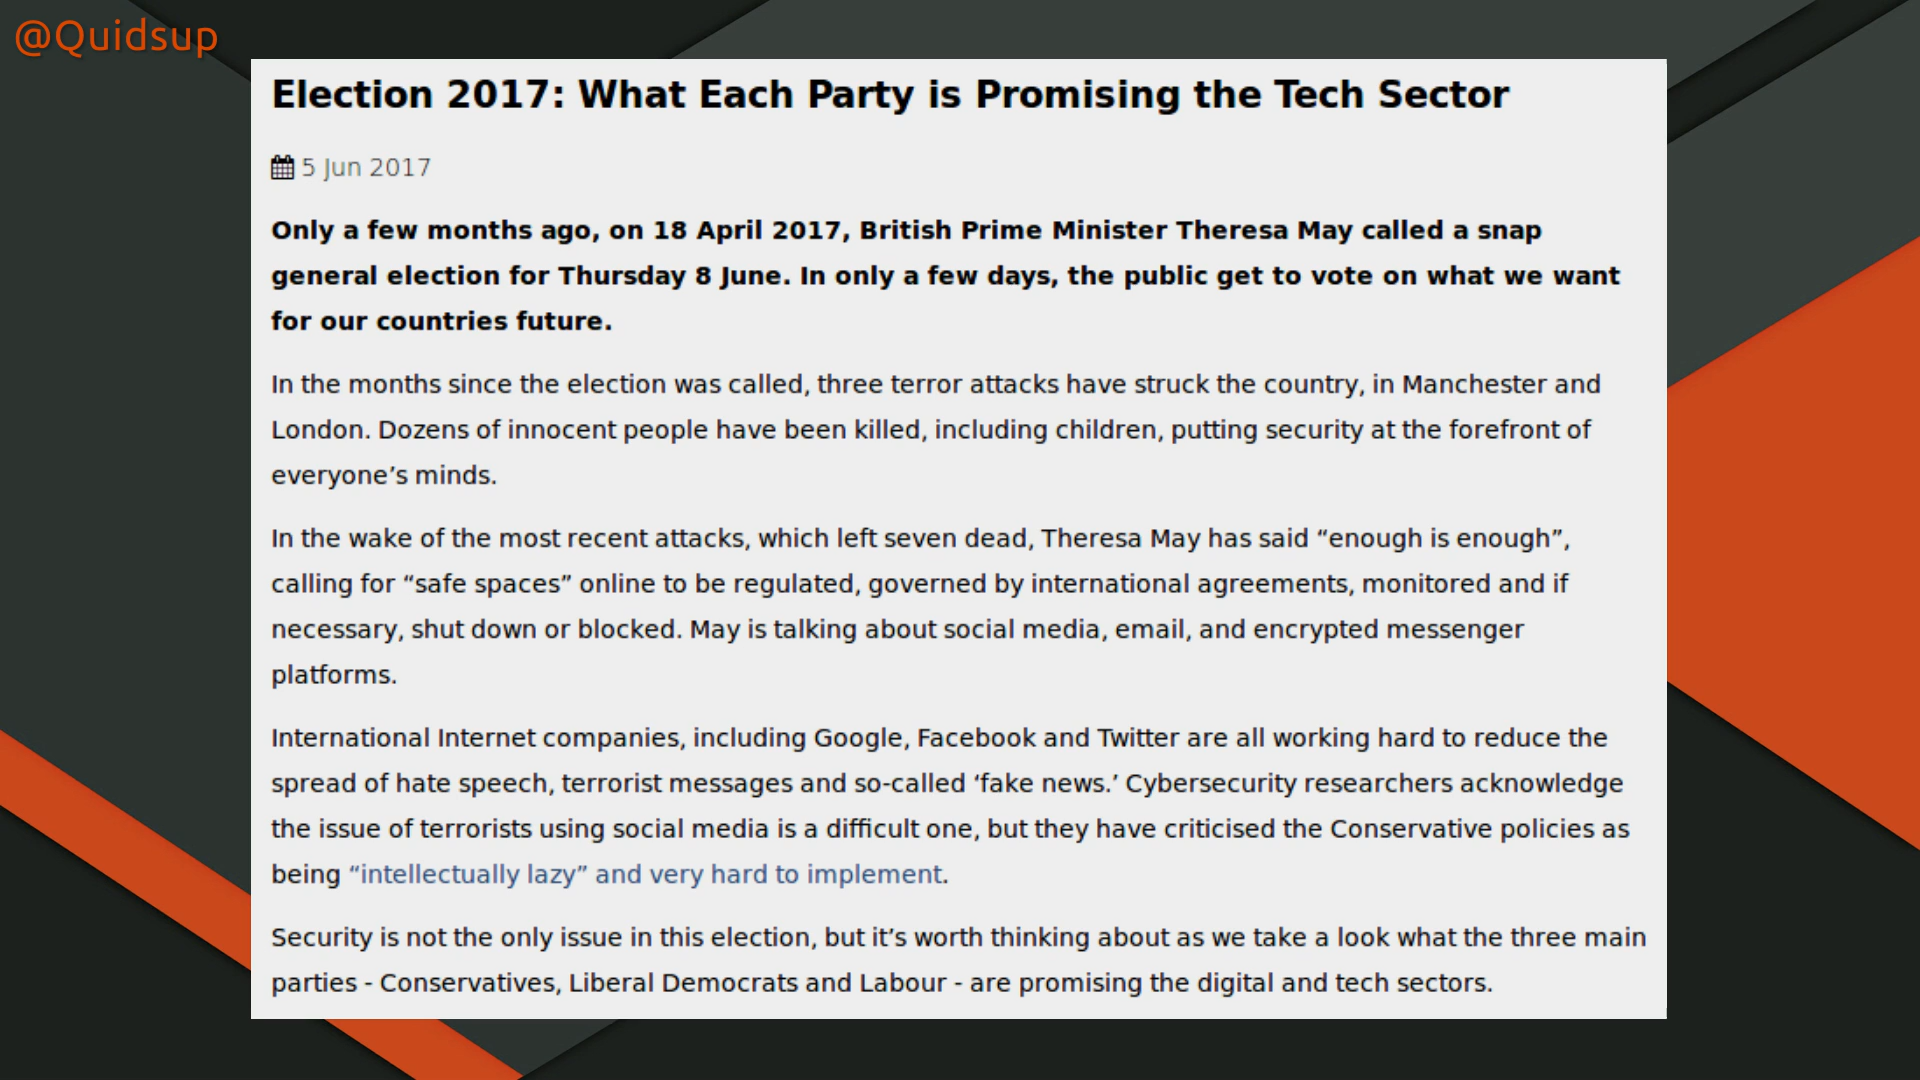 @Quidsup
Election 2017: What Each Party is Promising the Tech Sector
5 Jun 2017
Only a few months ago, on 18 April 2017, British Prime Minister Theresa May called a snap
general election for Thursday 8 June. In only a few days, the public get to vote on what we want
for our countries future.
In the months since the election was called, three terror attacks have struck the country, in Manchester and
London. Dozens of innocent people have been killed, including children, putting security at the forefront of
everyone’s minds.
In the wake of the most recent attacks, which left seven dead, Theresa May has said “enough is enough”,
calling for “safe spaces” online to be regulated, governed by international agreements, monitored and if
necessary, shut down or blocked. May is talking about social media, email, and encrypted messenger
platforms.
International Internet companies, including Google, Facebook and Twitter are all working hard to reduce the
spread of hate speech, terrorist messages and so-called ‘fake news.’ Cybersecurity researchers acknowledge
the issue of terrorists using social media is a difficult one, but they have criticised the Conservative policies as
being “intellectually lazy” and very hard to implement.
Security is not the only issue in this election, but it’s worth thinking about as we take a look what the three main
parties - Conservatives, Liberal Democrats and Labour - are promising the digital and tech sectors.